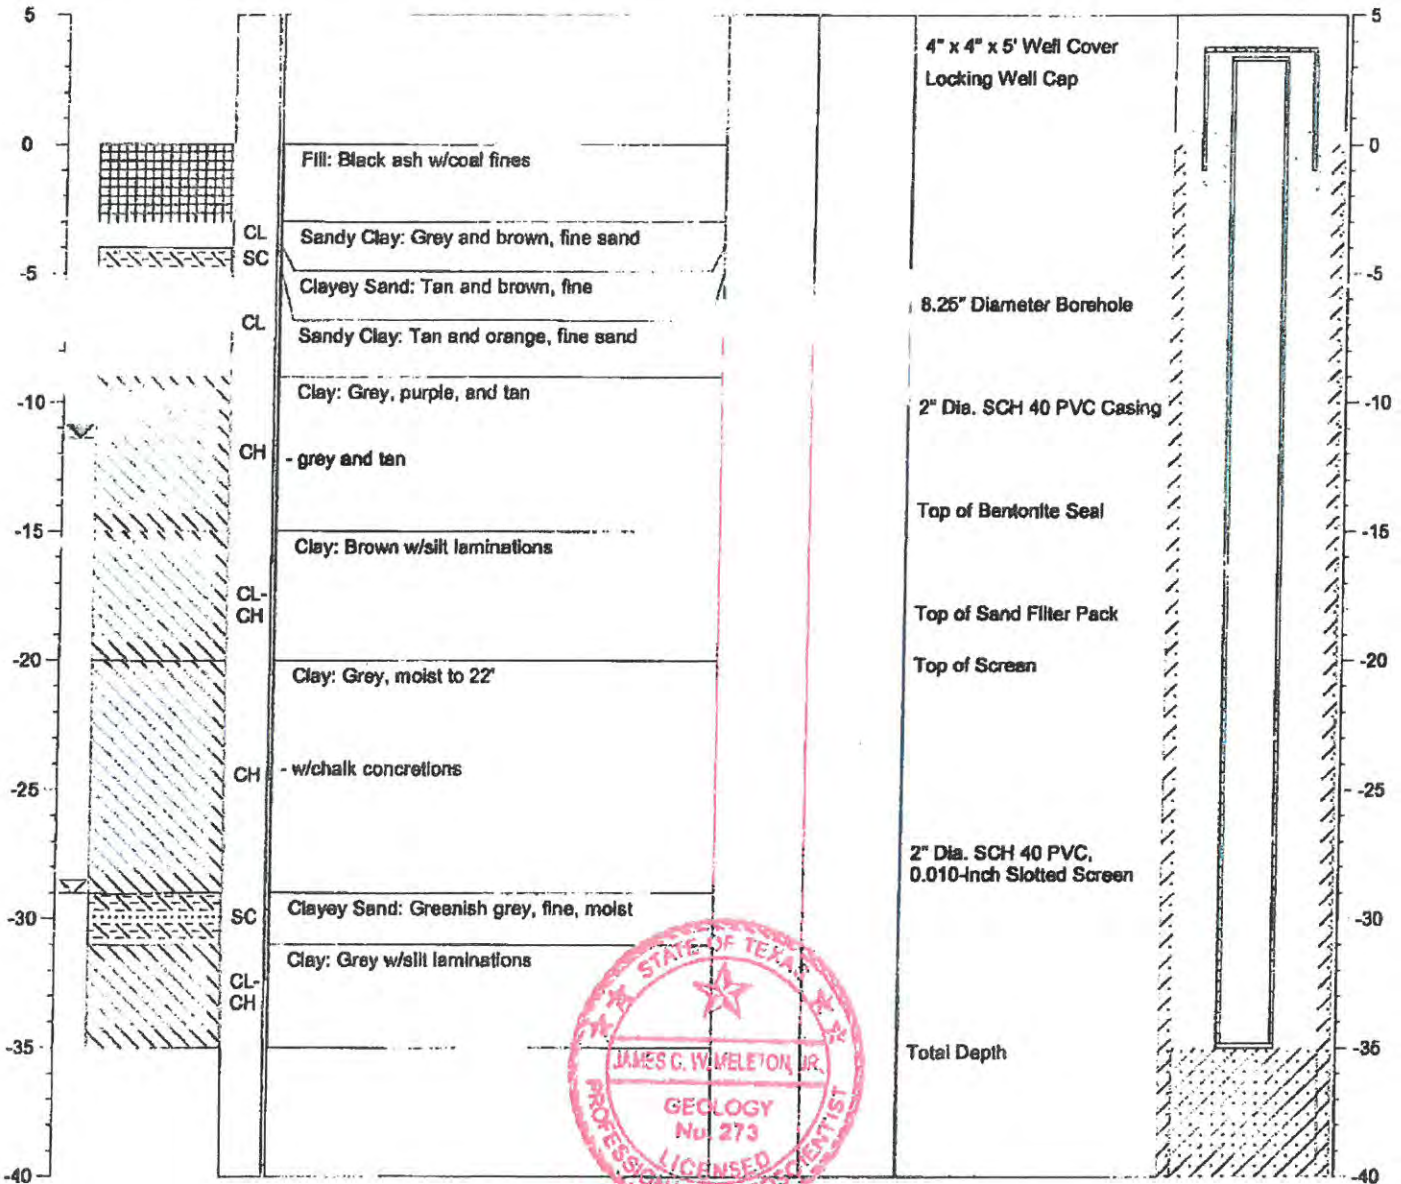 5
5
4" x 4" x 5' Well Cover
Locking Well Cap
0
0
Fill: Black ash w/coal fines
CL
Sandy Clay: Grey and brown, fine sand
SC
-5
-5
Clayey Sand: Tan and brown, fine
8.25" Diameter Borehole
CL
Sandy Clay: Tan and orange, fine sand
Clay: Grey, purple, and tan
-10
2" Dia. SCH 40 PVC Casing
-10
CH
- grey and tan
Top of Bentonite Seal
-15
-15
Clay: Brown w/silt laminations
CL-
CH
Top of Sand Filter Pack
-20
Top of Screen
-20
Clay: Grey, moist to 22'
CH
- w/chalk concretions
-25
-25
2" Dia. SCH 40 PVC,
0.010-Inch Slotted Screen
-30
SC
Clayey Sand: Greenish grey, fine, moist
-30
Clay: Grey w/silt laminations
CL-
CH
STATE OF TEXAS
-35
Total Depth
-35
JAMES C.
JR.
GEOLOGY
No. 273
LICENSED
PROFESSIONAL GEOSCIENTIST
-40
-40